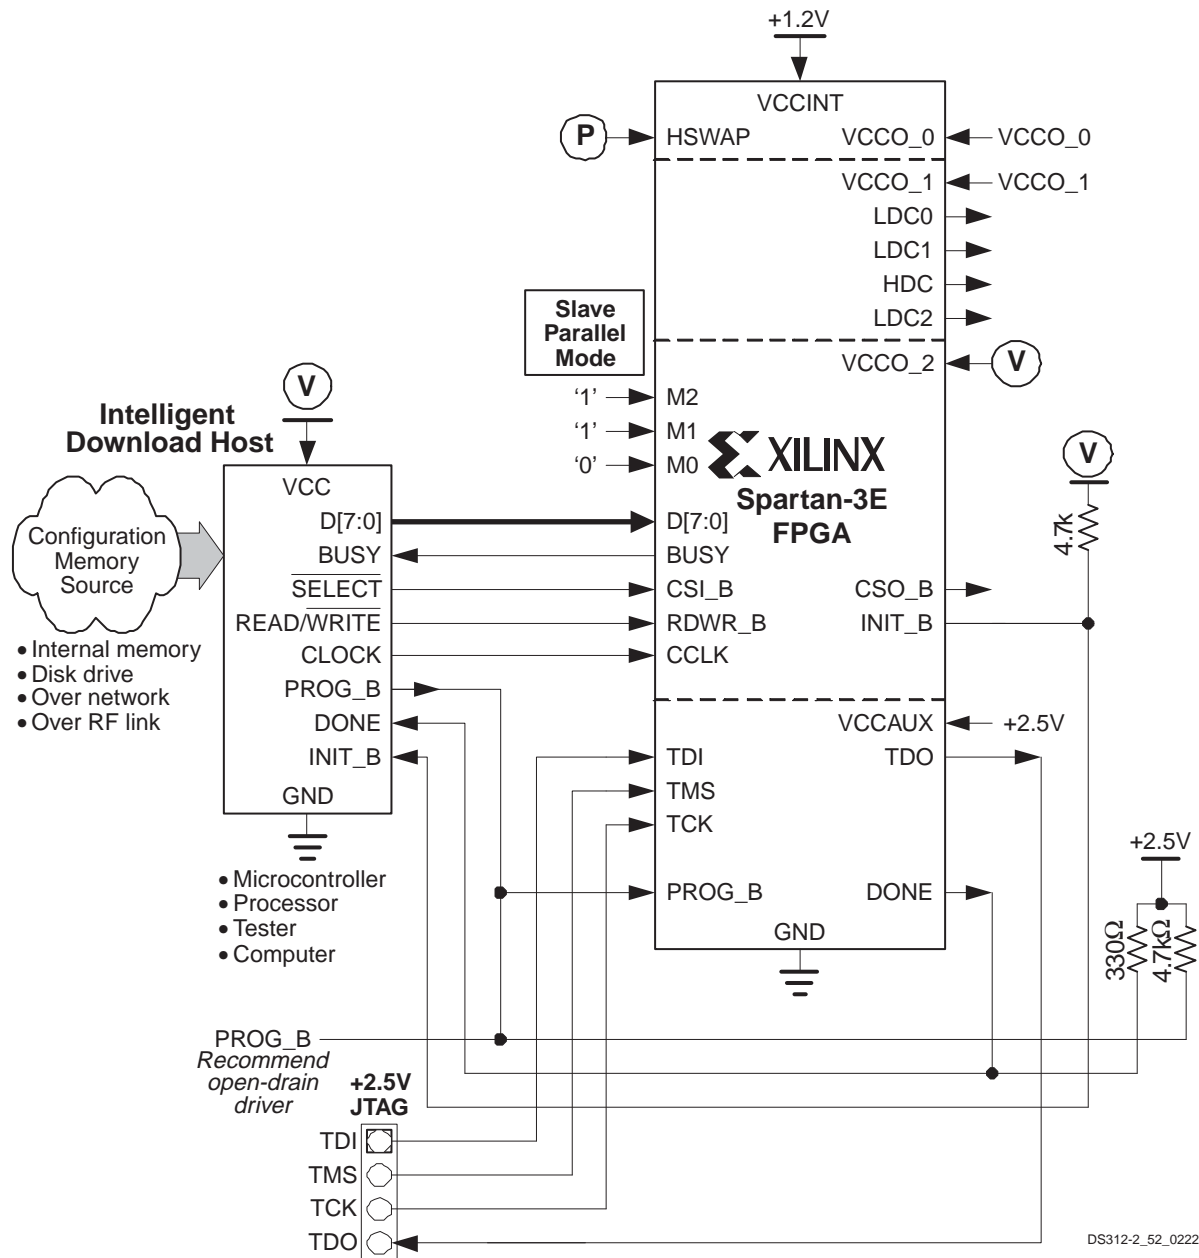 +1.2V
VCCINT
P
HSWAP
VCCO_0
VCCO_0
VCCO_1
VCCO_1
LDC0
LDC1
HDC
LDC2
Slave
Parallel
Mode
VCCO_2
V
V
Intelligent
Download Host
‘1’
M2
‘1’
M1
‘0’
M0
XILINX
Spartan-3E
FPGA
V
4.7k
VCC
Configuration
Memory
Source
D[7:0]
BUSY
SELECT
READ/WRITE
CLOCK
PROG_B
DONE
INIT_B
GND
D[7:0]
BUSY
CSI_B
RDWR_B
CCLK
CSO_B
INIT_B
• Internal memory
• Disk drive
• Over network
• Over RF link
VCCAUX
+2.5V
TDI
TDO
TMS
TCK
PROG_B
DONE
GND
• Microcontroller
• Processor
• Tester
• Computer
+2.5V
330Ω
4.7kΩ
PROG_B
Recommend
open-drain
driver
+2.5V
JTAG
TDI
TMS
TCK
TDO
DS312-2_52_0222